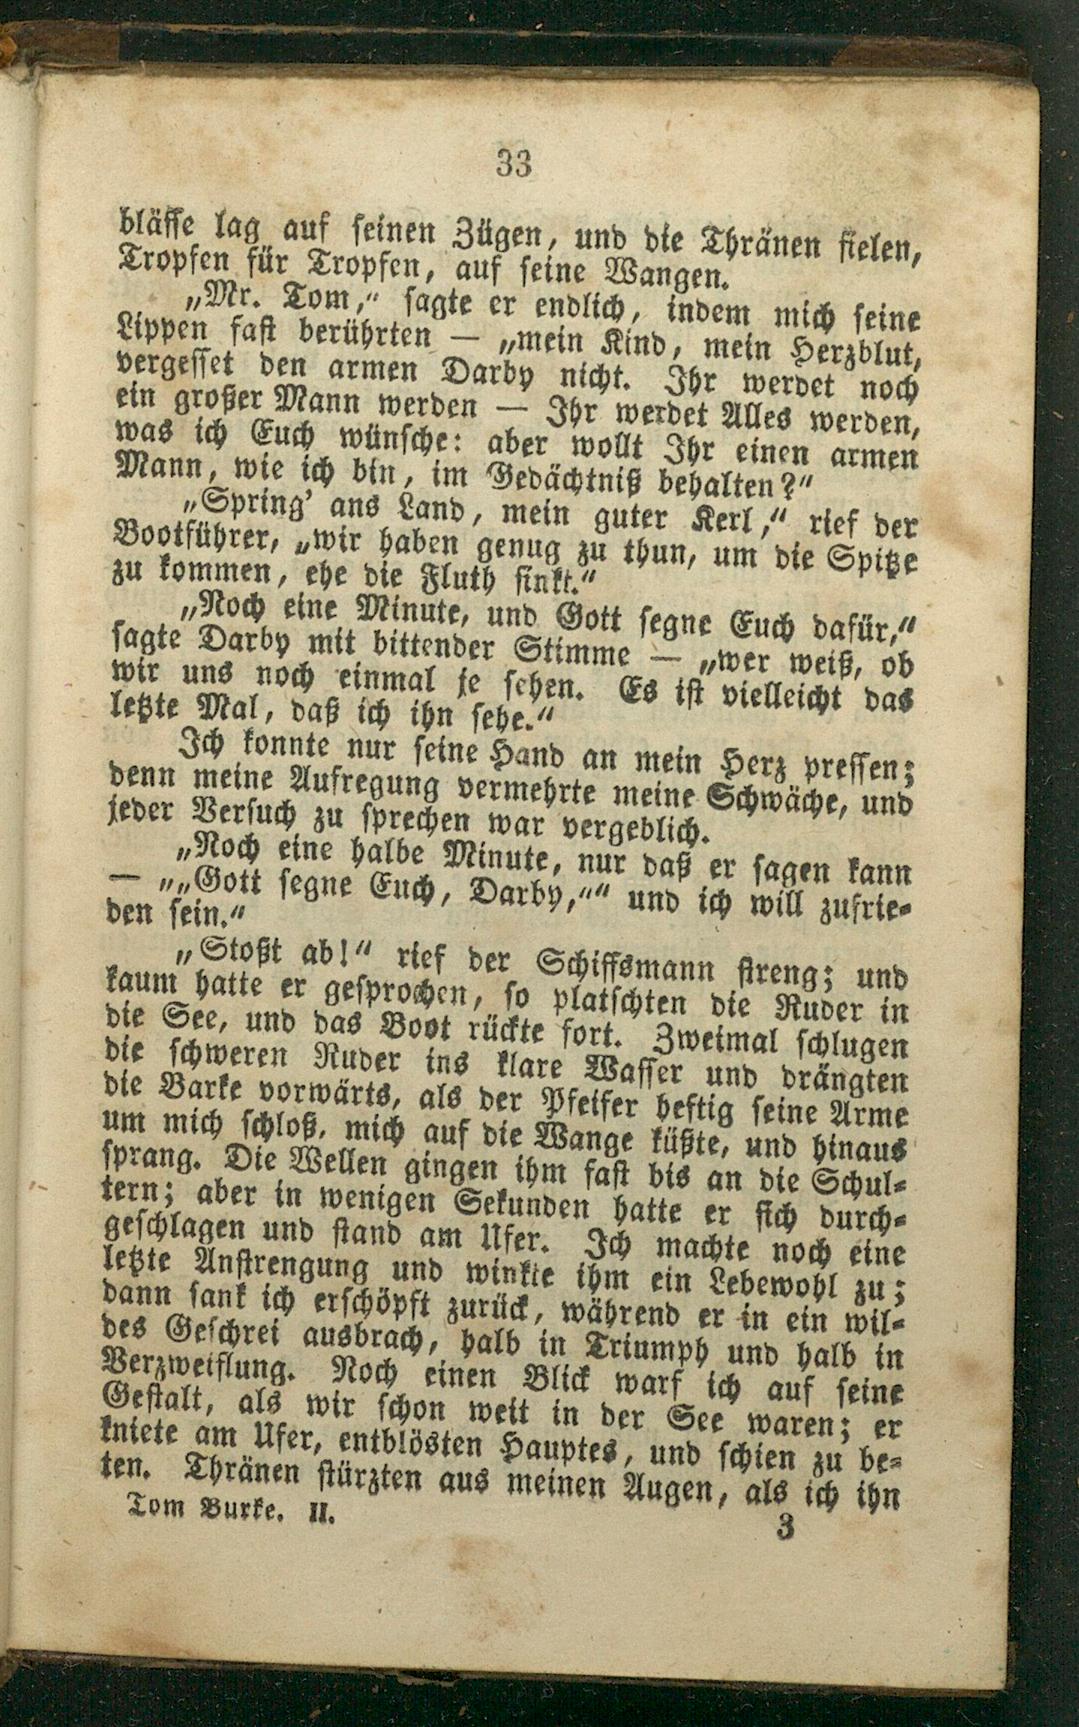 33
bläſſe lag auf ſeinen Zügen, und die Thränen fielen,
Tropfen für Tropfen, auf ſeine Wangen.
„Mr. Tom,“ ſagte er endlich, indem mich ſeine
Lippen faſt berührten — „mein Kind, mein Herzblut,
vergeſſet den armen Darby nicht. Ihr werdet noch
ein großer Mann werden — Ihr werdet Alles werden,
was ich Euch wünſche: aber wollt Ihr einen armen
Mann, wie ich bin, im Gedächtniß behalten?“
„Spring' ans Land, mein guter Kerl,“ rief der
Bootführer, „wir haben genug zu thun, um die Spitze
zu kommen, ehe die Fluth ſinkt.“
„Noch eine Minute, und Gott ſegne Euch dafür,“
ſagte Darby mit bittender Stimme — „wer weiß, ob
wir uns noch einmal je ſehen. Es iſt vielleicht das
letzte Mal, daß ich ihn ſehe.“
Ich konnte nur ſeine Hand an mein Herz preſſen;
denn meine Aufregung vermehrte meine Schwäche, und
jeder Verſuch zu ſprechen war vergeblich.
„Noch eine halbe Minute, nur daß er ſagen kann
— „„Gott ſegne Euch, Darby,““ und ich will zufrie-
den ſein.“
„Stoßt ab!“ rief der Schiffsmann ſtreng; und
kaum hatte er geſprochen, ſo platſchten die Ruder in
die See, und das Boot rückte fort. Zweimal ſchlugen
die ſchweren Ruder ins klare Waſſer und drängten
die Barke vorwärts, als der Pfeifer heftig ſeine Arme
um mich ſchloß, mich auf die Wange küßte, und hinaus
ſprang. Die Wellen gingen ihm faſt bis an die Schul-
tern; aber in wenigen Sekunden hatte er ſich durch-
geſchlagen und ſtand am Ufer. Ich machte noch eine
letzte Anſtrengung und winkte ihm ein Lebewohl zu;
dann ſank ich erſchöpft zurück, während er in ein wil-
des Geſchrei ausbrach, halb in Triumph und halb in
Verzweiflung. Noch einen Blick warf ich auf ſeine
Geſtalt, als wir ſchon weit in der See waren; er
kniete am Ufer, entblösten Hauptes, und ſchien zu be-
ten. Thränen ſtürzten aus meinen Augen, als ich ihn
Tom Burke. II.
3